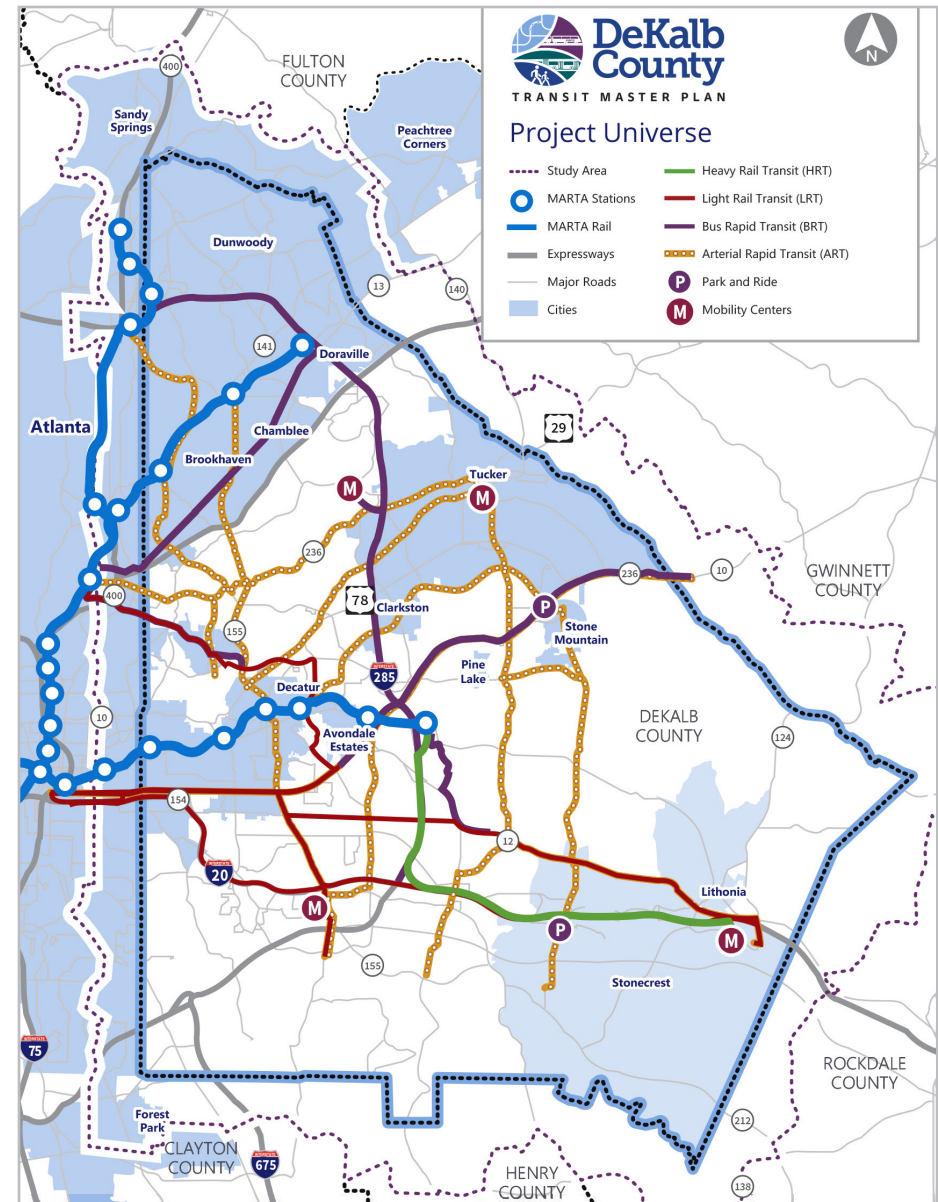 DeKalb
County
TRANSIT MASTER PLAN
N
Project Universe
Study Area
MARTA Stations
MARTA Rail
Expressways
Major Roads
Cities
Heavy Rail Transit (HRT)
Light Rail Transit (LRT)
Bus Rapid Transit (BRT)
Arterial Rapid Transit (ART)
P
Park and Ride
M
Mobility Centers
FULTON
COUNTY
400
Sandy
Springs
Peachtree
Corners
Dunwoody
13
140
141
Doraville
Atlanta
Chamblee
29
Brookhaven
Tucker
M
M
236
GWINNETT
COUNTY
236
10
400
78
Clarkston
P
Stone
Mountain
155
INTERSTATE
285
Pine
Lake
Decatur
10
Avondale
Estates
DEKALB
COUNTY
124
154
12
INTERSTATE
20
Lithonia
M
P
M
155
Stonecrest
INTERSTATE
75
ROCKDALE
COUNTY
Forest
Park
212
CLAYTON
COUNTY
INTERSTATE
675
HENRY
COUNTY
138